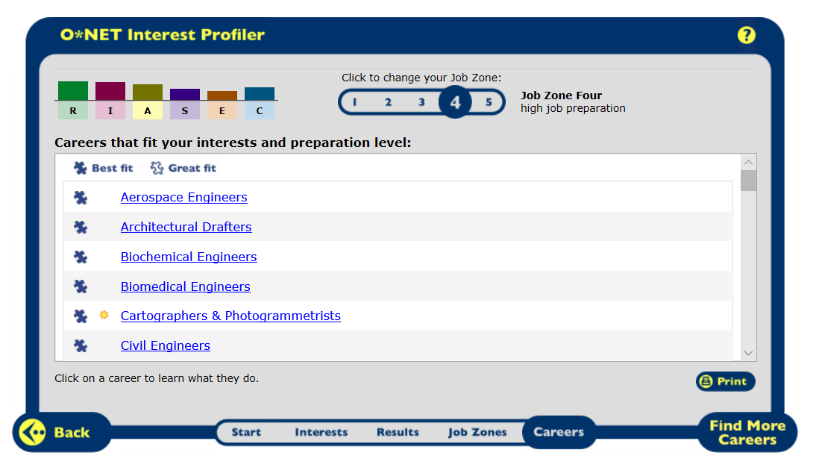 O*NET Interest Profiler
?
Click to change your Job Zone:
R I A S E C
1 2 3 4 5
Job Zone Four
high job preparation
Careers that fit your interests and preparation level:
Best fit Great fit
Aerospace Engineers
Architectural Drafters
Biochemical Engineers
Biomedical Engineers
Cartographers & Photogrammetrists
Civil Engineers
Click on a career to learn what they do.
Print
Back
Start Interests Results Job Zones Careers
Find More
Careers